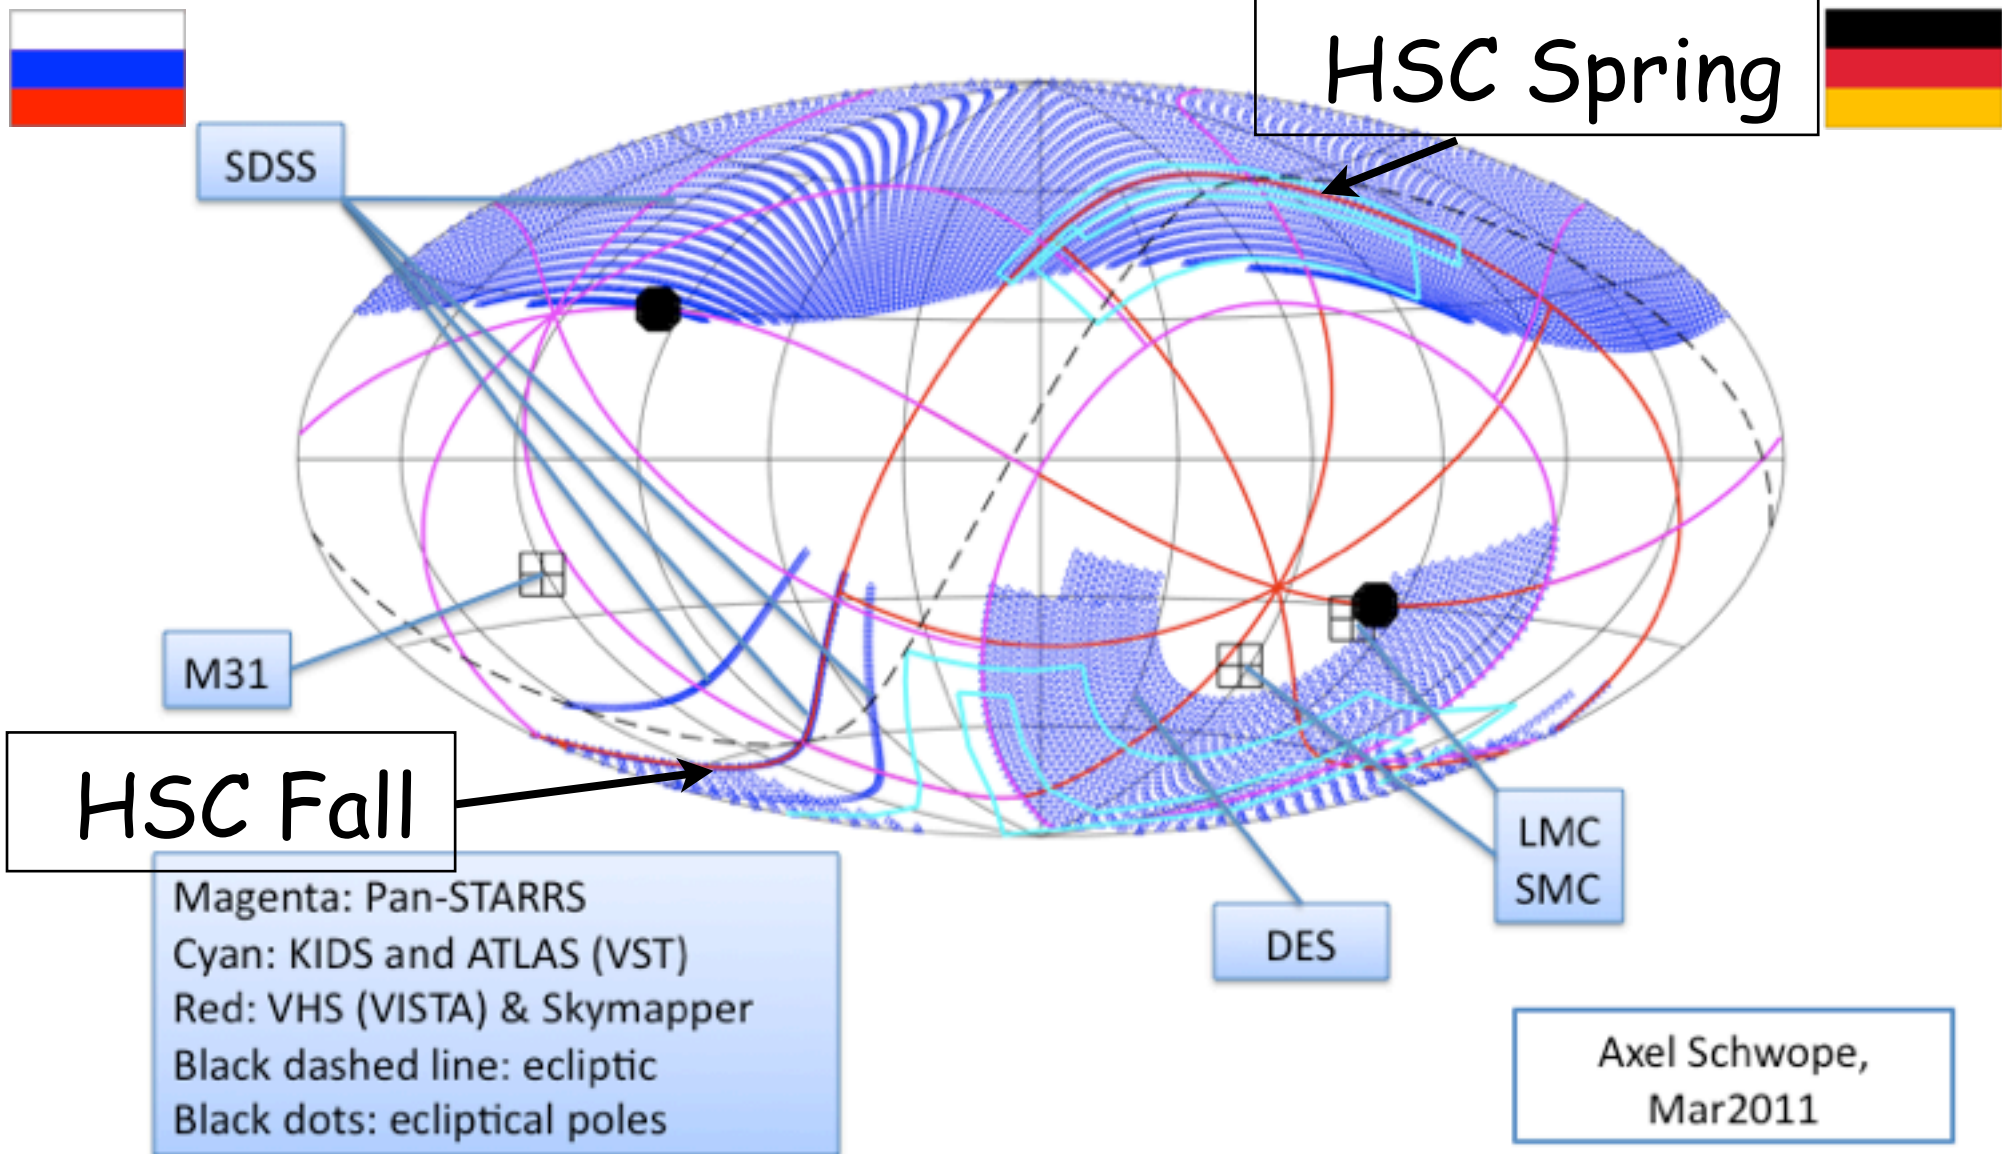 HSC Spring
SDSS
M31
HSC Fall
LMC
SMC
DES
Magenta: Pan-STARRS
Cyan: KIDS and ATLAS (VST)
Red: VHS (VISTA) & Skymapper
Black dashed line: ecliptic
Black dots: ecliptical poles
Axel Schwope,
Mar2011